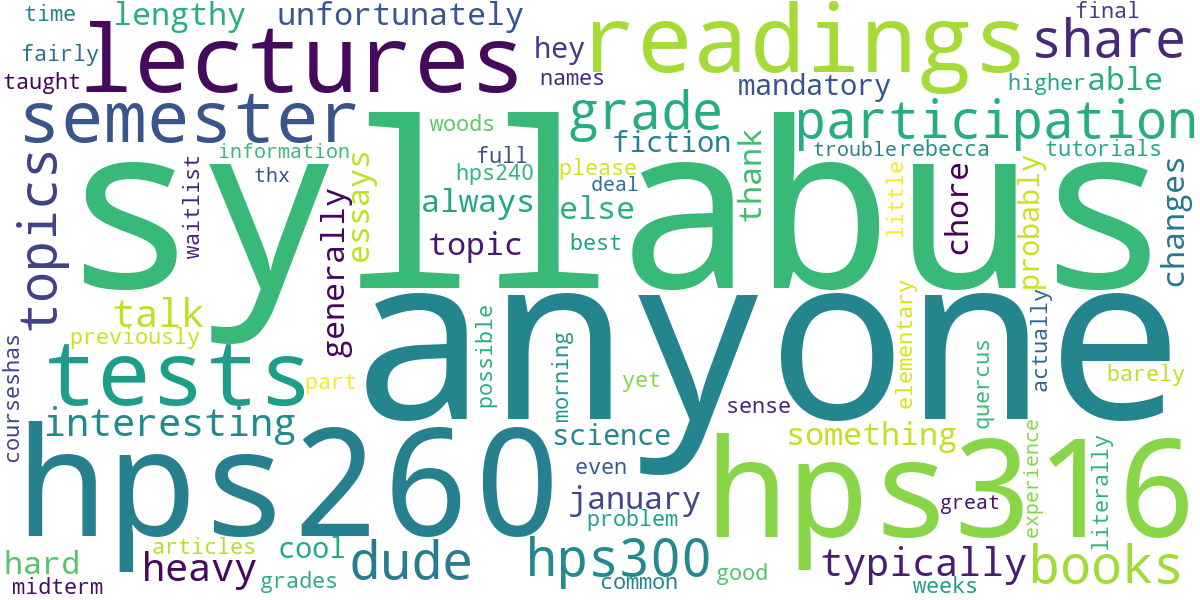 time
lengthy
unfortunately
final
fairly
lectures
hey
readings
share
taught
names
mandatory
higher
able
semester
woods
grade
participation
topics
waitlist
information
thx
syllabus
full
hps240
fiction
please
deal
thank
trouble
rebecca
tutorials
generally
essays
always
else
topic
best
little
chore
probably
changes
talk
previously
anyone
tests
part
possible
morning
yet
elementary
quercus
actually
barely
courseshas
interesting
sense
hps260
science
something
hps316
even
january
problem
great
experience
literally
hard
articles
cool
midterm
heavy
grades
dude
hps300
common
good
typically
weeks
books